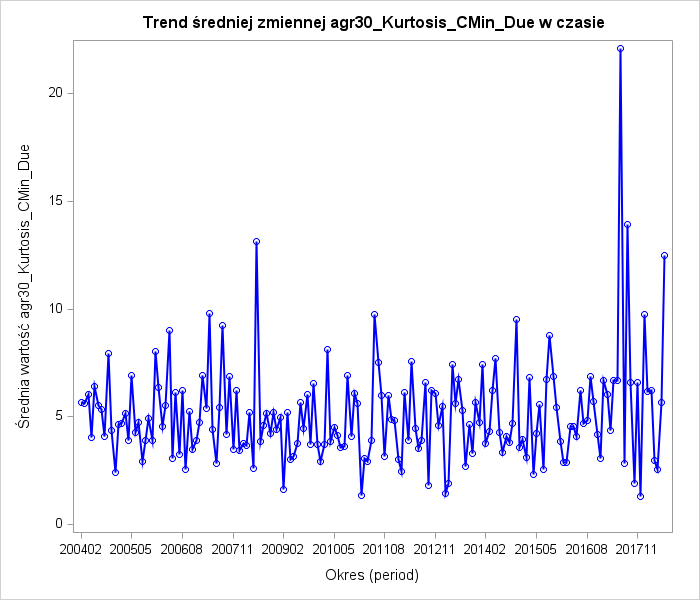 Trend średniej zmiennej agr30_Kurtosis_CMin_Due w czasie
Średnia wartość agr30_Kurtosis_CMin_Due
20
15
10
5
0
200402 200505 200608 200711 200902 201005 201108 201211 201402 201505 201608 201711
Okres (period)